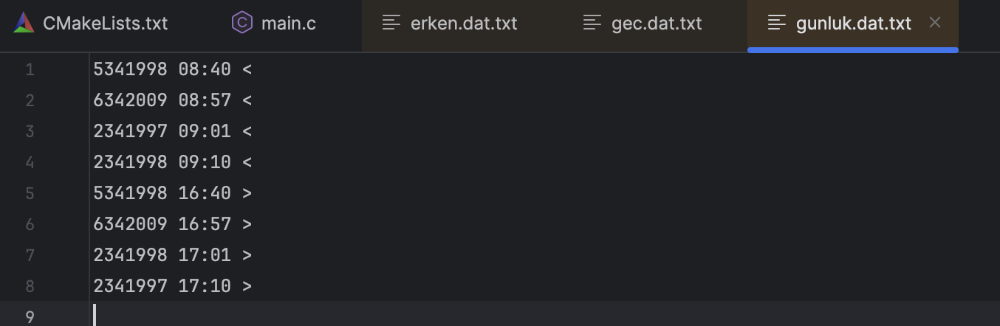 CMakeLists.txt main.c erken.dat.txt gec.dat.txt gunluk.dat.txt
1 5341998 08:40 <
2 6342009 08:57 <
3 2341997 09:01 <
4 2341998 09:10 <
5 5341998 16:40 >
6 6342009 16:57 >
7 2341998 17:01 >
8 2341997 17:10 >
9